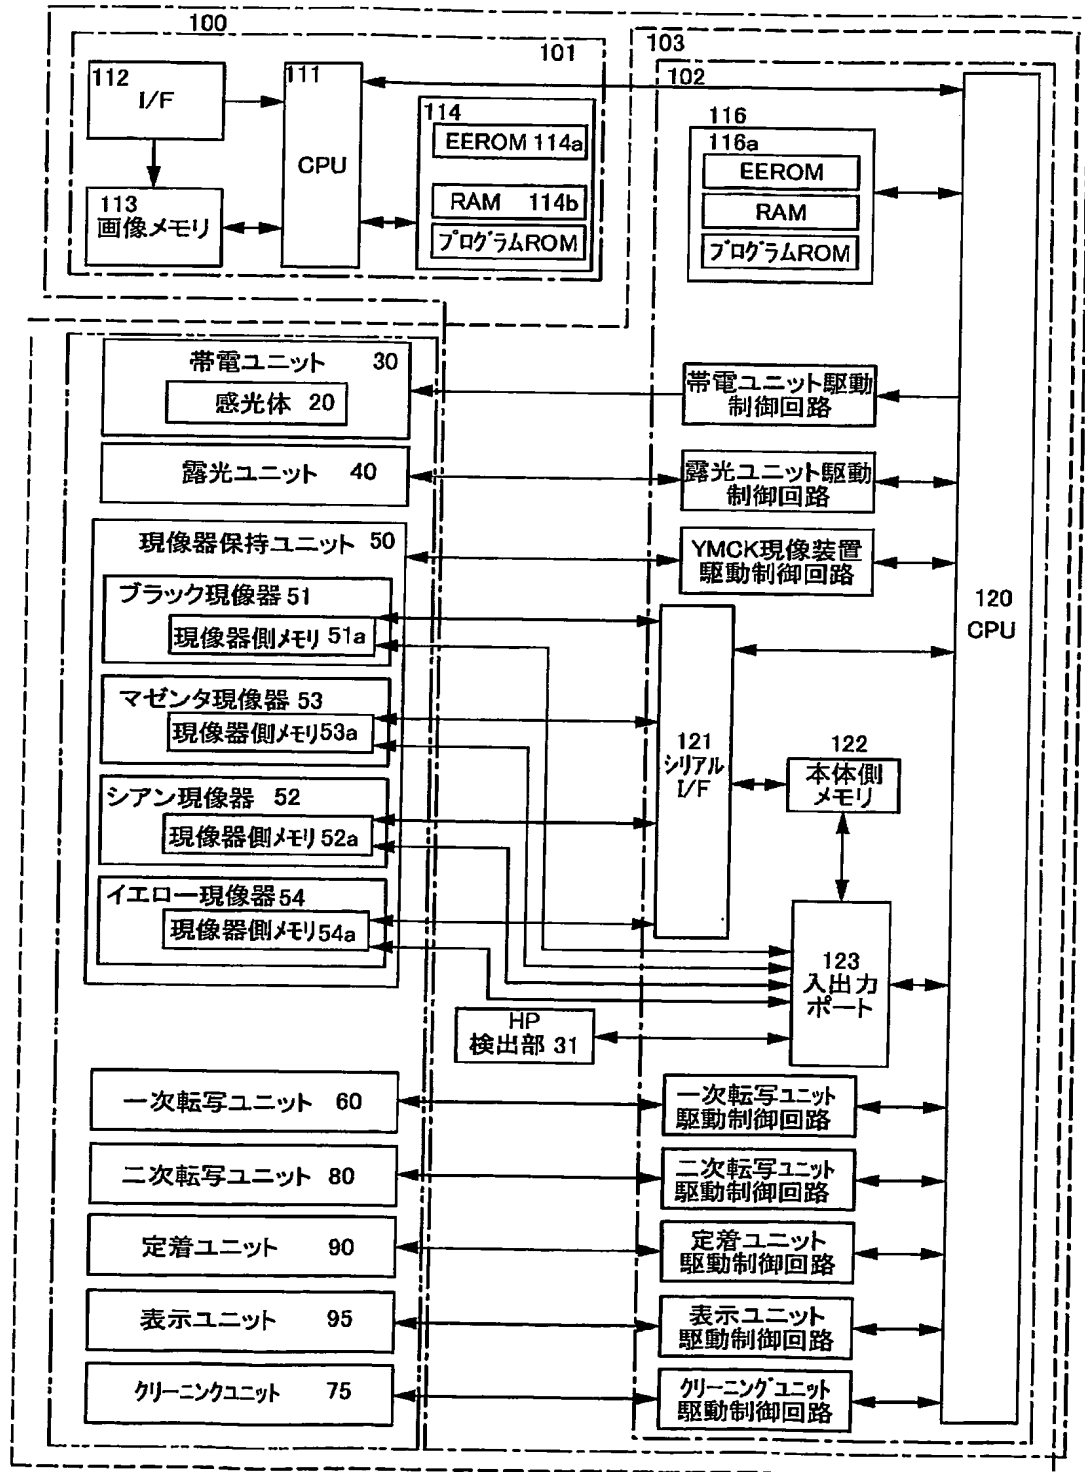 100
101
112
I/F
111
CPU
114
EEROM 114a
RAM 114b
プログラムROM
113
画像メモリ
103
102
116
116a
EEROM
RAM
プログラムROM
帯電ユニット 30
感光体 20
帯電ユニット駆動
制御回路
露光ユニット 40
露光ユニット駆動
制御回路
現像器保持ユニット 50
YMCK現像装置
駆動制御回路
ブラック現像器 51
現像器側メモリ 51a
マゼンタ現像器 53
現像器側メモリ 53a
シアン現像器 52
現像器側メモリ 52a
イエロー現像器 54
現像器側メモリ 54a
120
CPU
121
シリアル
I/F
122
本体側
メモリ
123
入出力
ポート
HP
検出部 31
一次転写ユニット 60
一次転写ユニット
駆動制御回路
二次転写ユニット 80
二次転写ユニット
駆動制御回路
定着ユニット 90
定着ユニット
駆動制御回路
表示ユニット 95
表示ユニット
駆動制御回路
クリーニングユニット 75
クリーニングユニット
駆動制御回路